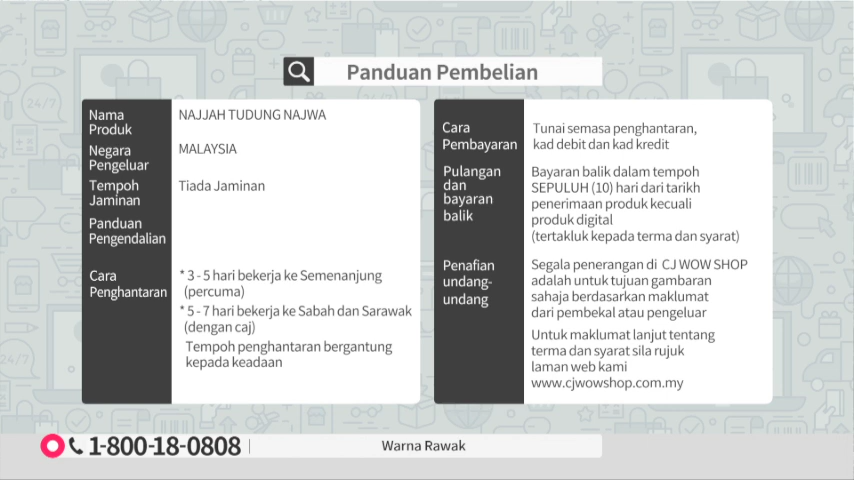 Panduan Pembelian
Nama
Produk
NAJJAH TUDUNG NAJWA
Negara
Pengeluar
MALAYSIA
Tempoh
Jaminan
Tiada Jaminan
Panduan
Pengendalian
Cara
Penghantaran
* 3 - 5 hari bekerja ke Semenanjung
(percuma)
* 5 - 7 hari bekerja ke Sabah dan Sarawak
(dengan caj)
Tempoh penghantaran bergantung
kepada keadaan
Cara
Pembayaran
Tunai semasa penghantaran,
kad debit dan kad kredit
Pulangan
dan
bayaran
balik
Bayaran balik dalam tempoh
SEPULUH (10) hari dari tarikh
penerimaan produk kecuali
produk digital
(tertakluk kepada terma dan syarat)
Penafian
undang-
undang
Segala penerangan di CJ WOW SHOP
adalah untuk tujuan gambaran
sahaja berdasarkan maklumat
dari pembekal atau pengeluar
Untuk maklumat lanjut tentang
terma dan syarat sila rujuk
laman web kami
www.cjwowshop.com.my
1-800-18-0808
Warna Rawak
24/7
24/7